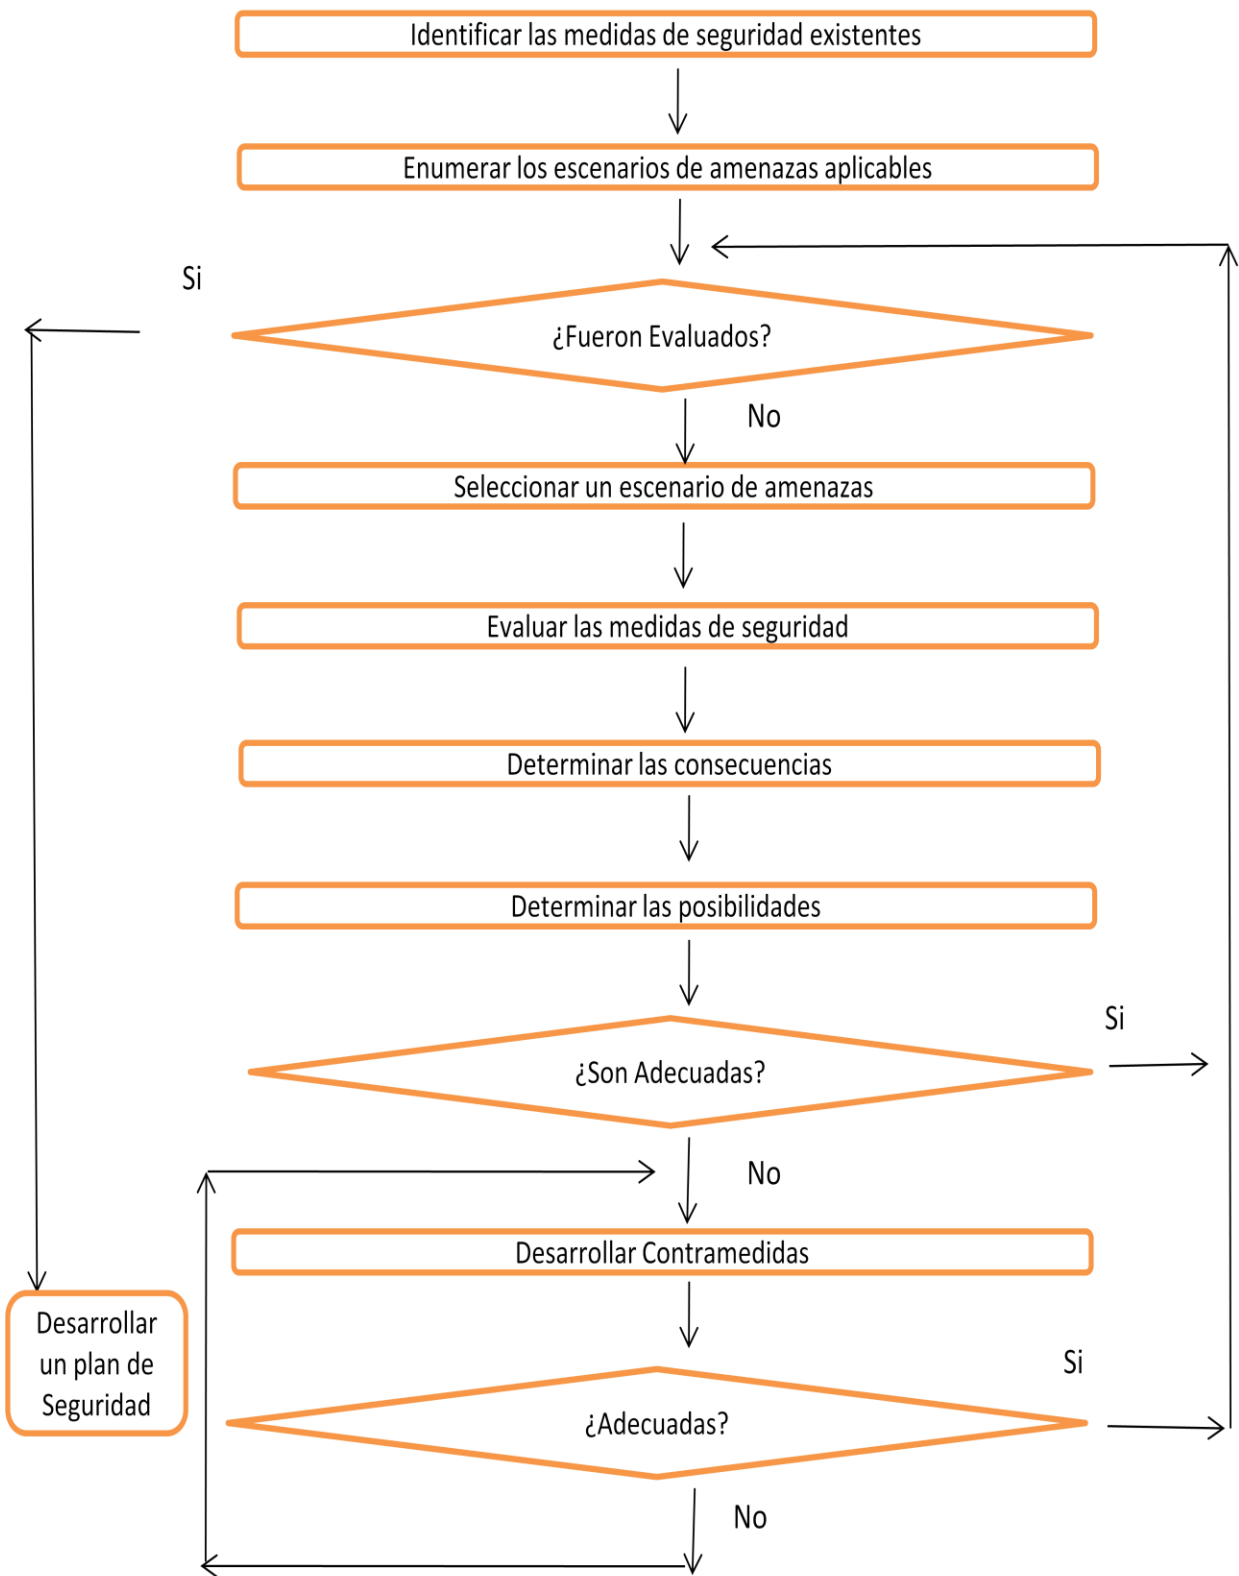 Identificar las medidas de seguridad existentes
Enumerar los escenarios de amenazas aplicables
Si
¿Fueron Evaluados?
No
Seleccionar un escenario de amenazas
Evaluar las medidas de seguridad
Determinar las consecuencias
Determinar las posibilidades
Si
¿Son Adecuadas?
No
Desarrollar Contramedidas
Desarrollar
un plan de
Seguridad
Si
¿Adecuadas?
No